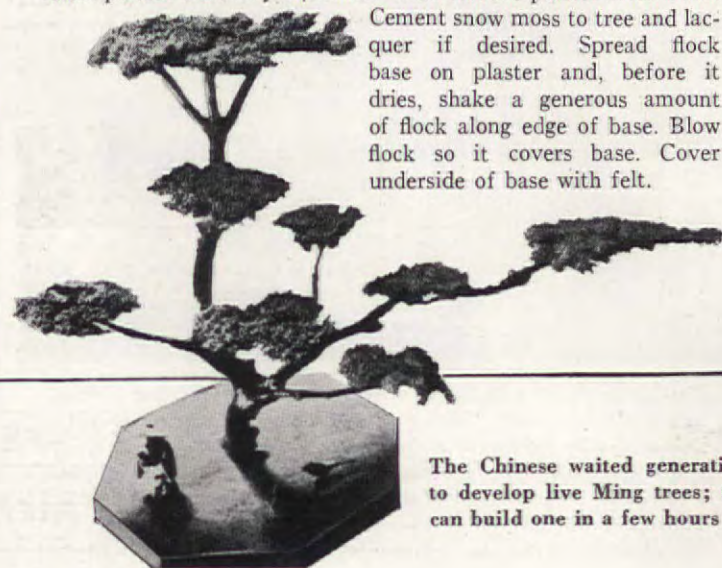 Cement snow moss to tree and lac-
quer if desired. Spread flock
base on plaster and, before it
dries, shake a generous amount
of flock along edge of base. Blow
flock so it covers base. Cover
underside of base with felt.
The Chinese waited generati
to develop live Ming trees;
can build one in a few hours